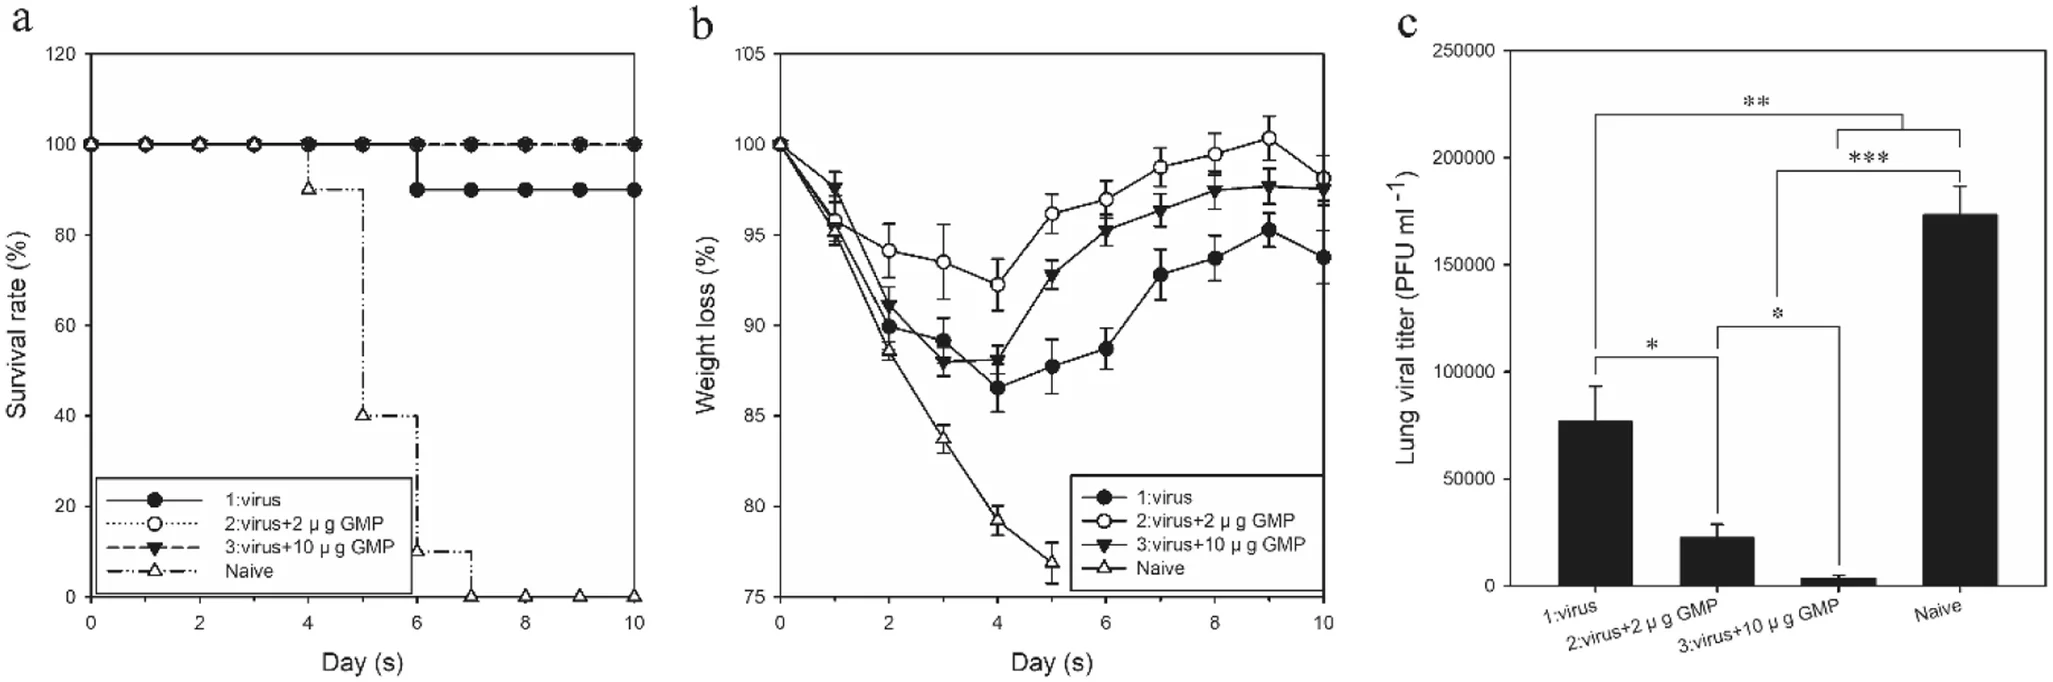 a
120
100
80
60
40
20
0
Survival rate (%)
1:virus
2:virus+2 μ g GMP
3:virus+10 μ g GMP
Naive
0 2 4 6 8 10
Day (s)
b
105
100
95
90
85
80
75
Weight loss (%)
1:virus
2:virus+2 μ g GMP
3:virus+10 μ g GMP
Naive
0 2 4 6 8 10
Day (s)
c
250000
200000
150000
100000
50000
0
Lung viral titer (PFU ml⁻¹)
**
***
*
*
1:virus
2:virus+2 μ g GMP
3:virus+10 μ g GMP
Naive